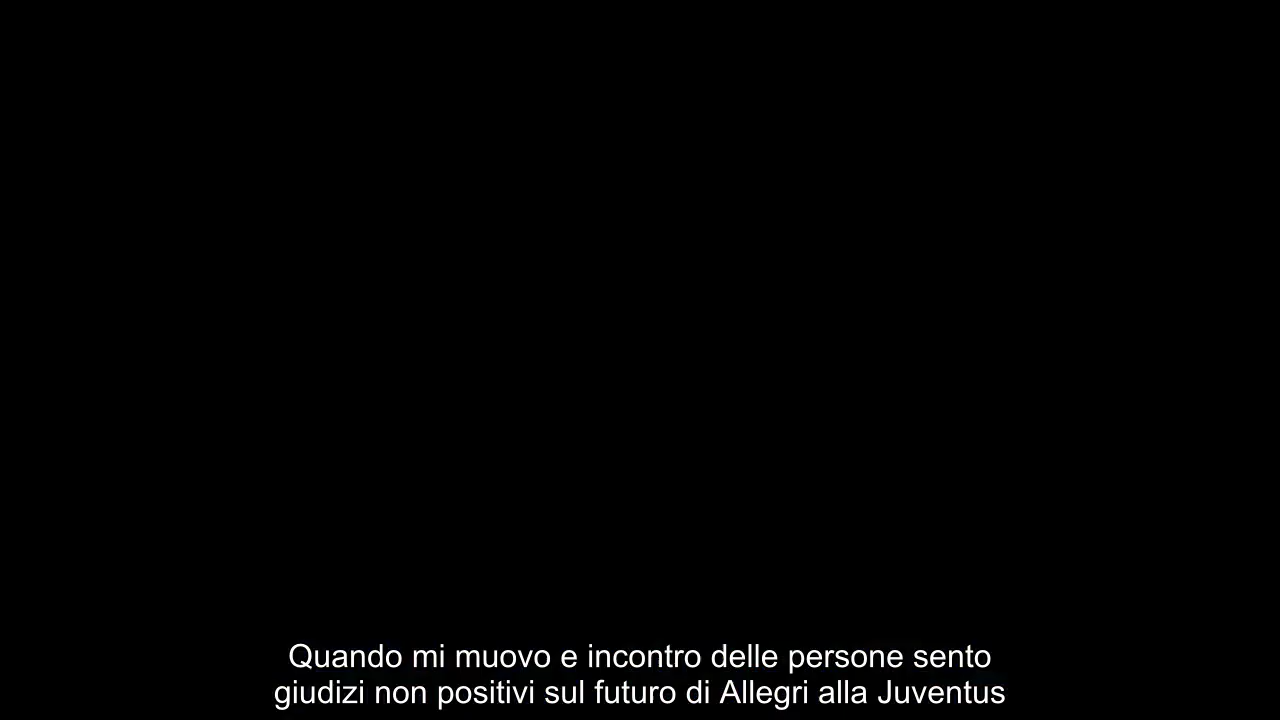 Quando mi muovo e incontro delle persone sento
giudizi non positivi sul futuro di Allegri alla Juventus